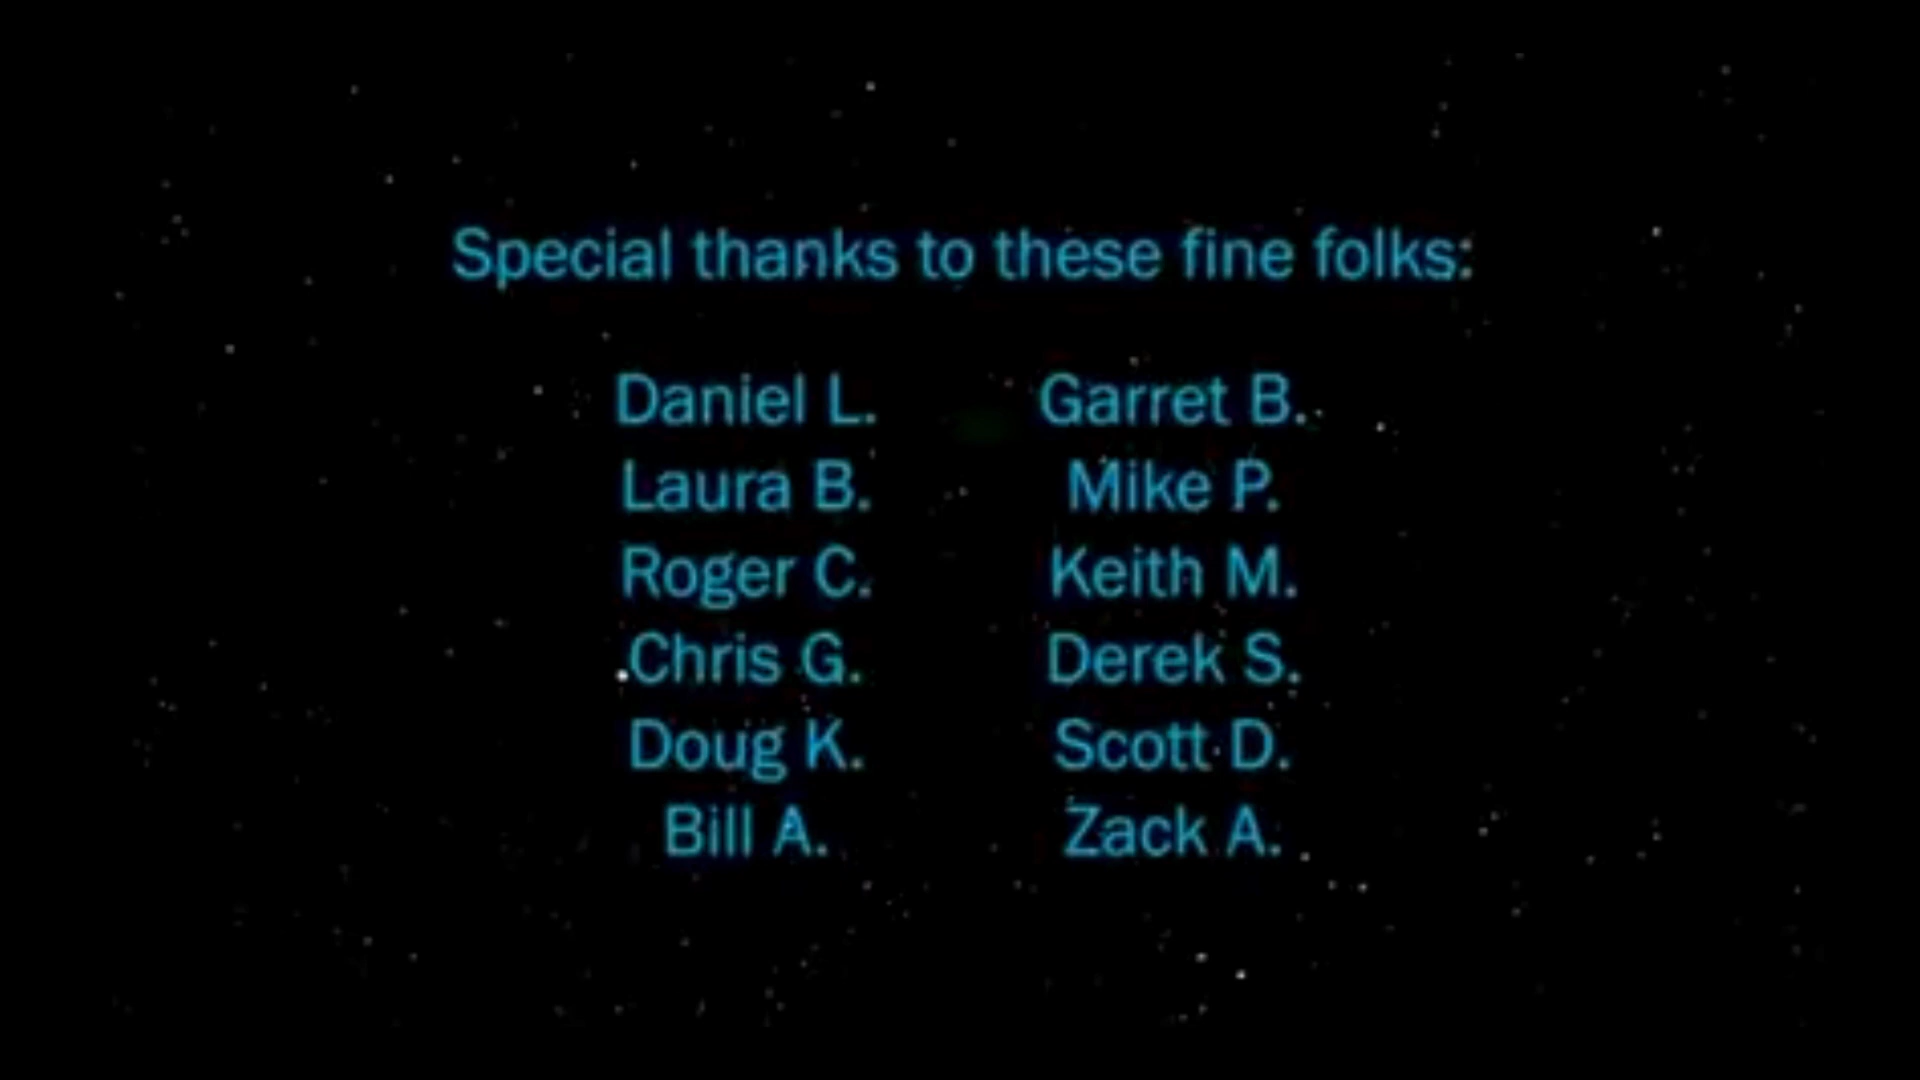 Special thanks to these fine folks:
Daniel L.
Laura B.
Roger C.
Chris G.
Doug K.
Bill A.
Garret B.
Mike P.
Keith M.
Derek S.
Scott D.
Zack A.